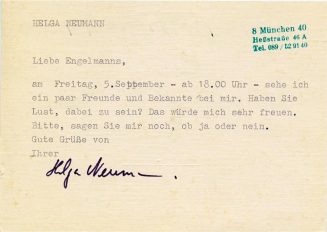 HELGA NEUMANN
8 München 40
Heßstraße 46 A
Tel. 089 / 52 91 40
Liebe Engelmanns,
am Freitag, 5.September - ab 18.00 Uhr - sehe ich
ein paar Freunde und Bekannte bei mir. Haben Sie
Lust, dabei zu sein? Das würde mich sehr freuen.
Bitte, sagen Sie mir noch, ob ja oder nein.
Gute Grüße von
Ihrer
Helga Neuma